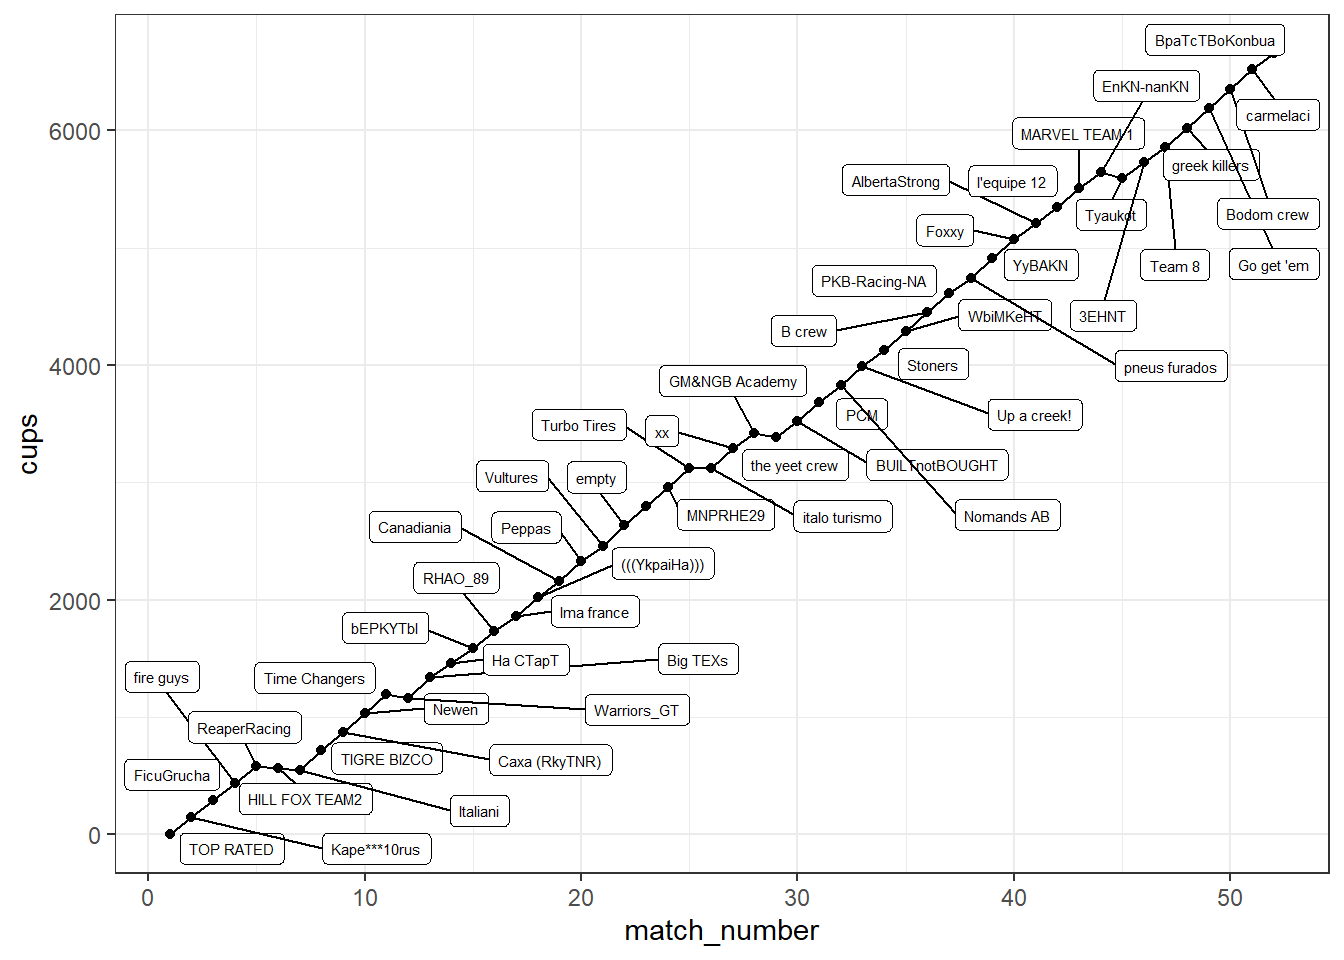 BpaTcTBoKonbua
EnKN-nanKN
carmelaci
MARVEL TEAM 1
greek killers
AlbertaStrong
l'equipe 12
Tyaukot
Bodom crew
Foxxy
YyBAKN
Team 8
Go get 'em
PKB-Racing-NA
WbiMKeHT
3EHNT
B crew
Stoners
pneus furados
GM&NGB Academy
PCM
Up a creek!
Turbo Tires
xx
the yeet crew
BUILTnotBOUGHT
Vultures
empty
MNPRHE29
italo turismo
Nomands AB
Canadiania
Peppas
(((YkpaiHa)))
RHAO_89
Ima france
bEPKYTbI
Ha CTapT
Big TEXs
fire guys
Time Changers
Newen
Warriors_GT
ReaperRacing
TIGRE BIZCO
Caxa (RkyTNR)
FicuGrucha
HILL FOX TEAM2
Italiani
TOP RATED
Kape***10rus
6000
4000
2000
0
cups
0 10 20 30 40 50
match_number